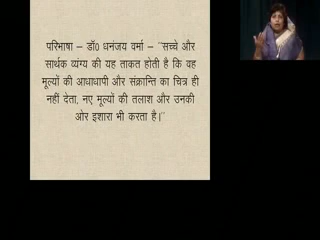 परिभाषा – डॉ0 धनंजय वर्मा – "सच्चे और
सार्थक व्यंग्य की यह ताकत होती है कि वह
मूल्यों की आधाधापी और संक्रान्ति का चित्र ही
नहीं देता, नए मूल्यों की तलाश और उनकी
ओर इशारा भी करता है।"